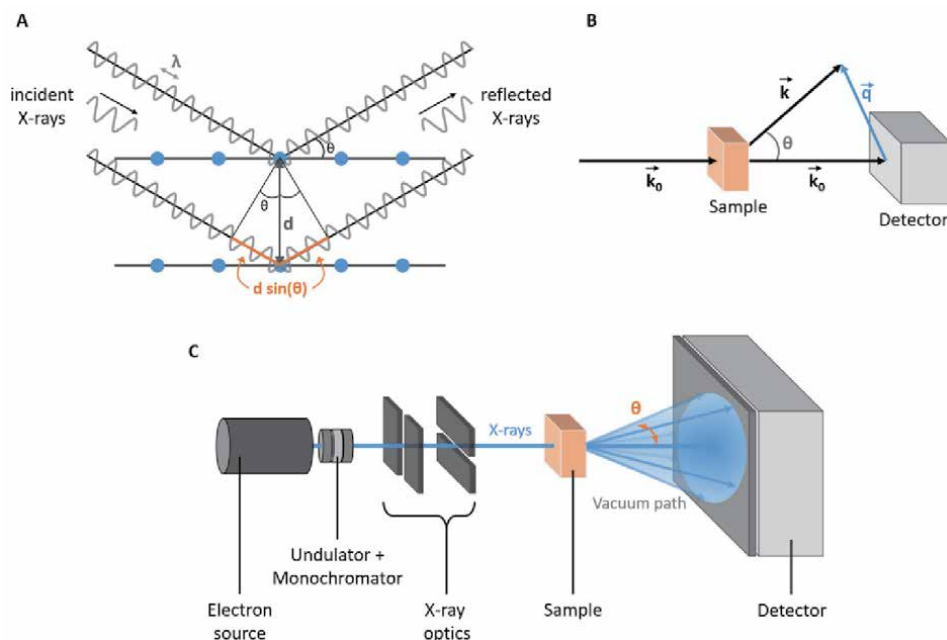 A
λ
incident
X-rays
reflected
X-rays
θ
θ
d
d sin(θ)
B
k
q
θ
k₀
k₀
Sample
Detector
C
θ
X-rays
Vacuum path
Undulator +
Monochromator
Electron
source
X-ray
optics
Sample
Detector